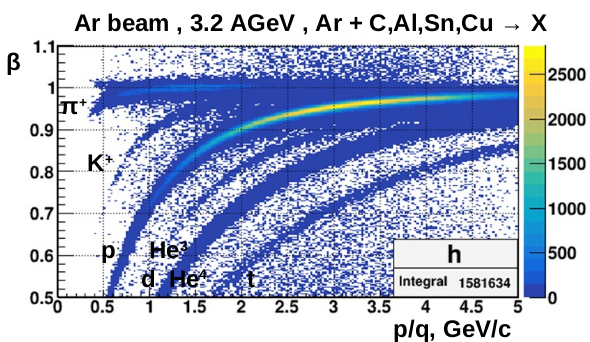 Ar beam , 3.2 AGeV , Ar + C,Al,Sn,Cu → X
β
1.1
1
0.9
0.8
0.7
0.6
0.5
π+
K+
p
He3
d
He4
t
h
Integral 1581634
2500
2000
1500
1000
500
0
0 0.5 1 1.5 2 2.5 3 3.5 4 4.5 5
p/q, GeV/c